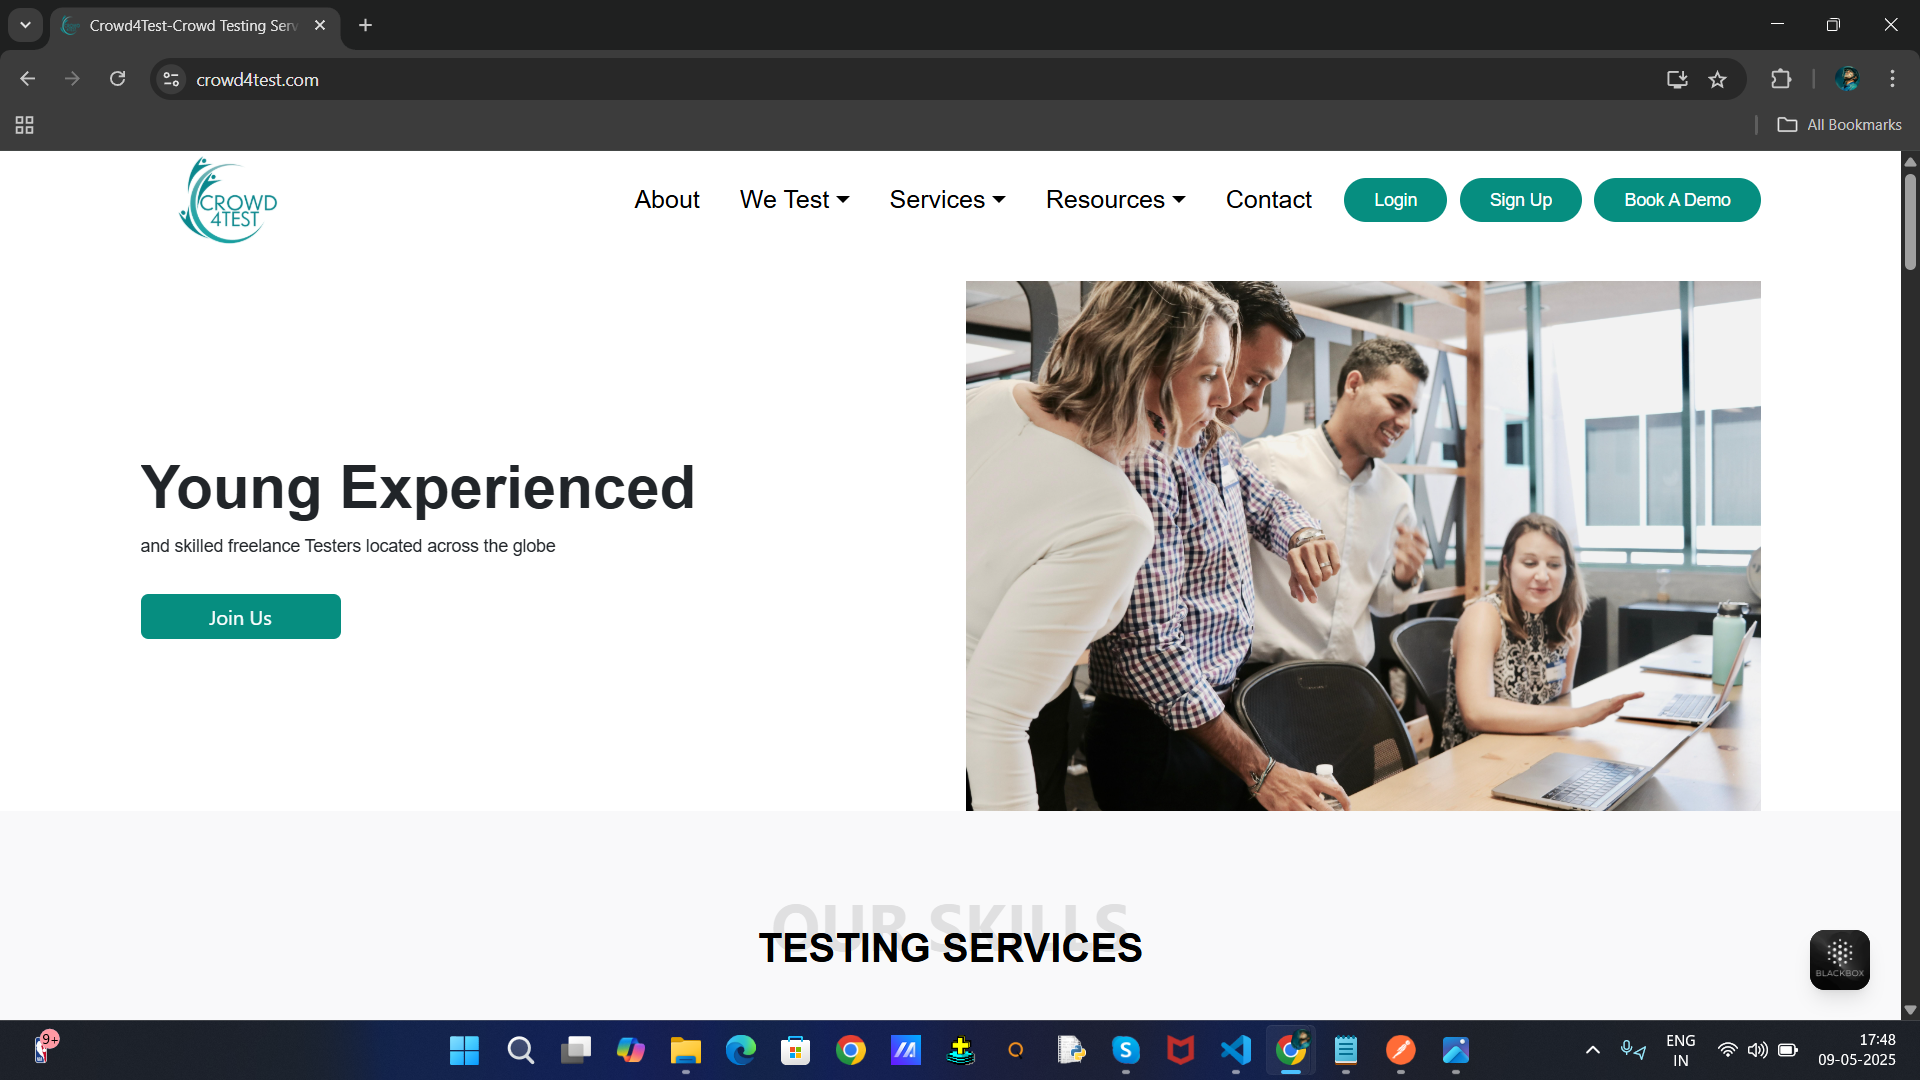 Crowd4Test-Crowd Testing Serv
crowd4test.com
All Bookmarks
CROWD
4TEST
About
We Test
Services
Resources
Contact
Login
Sign Up
Book A Demo
Young Experienced
and skilled freelance Testers located across the globe
Join Us
OUR SKILLS
TESTING SERVICES
BLACKBOX
9+
ENG
IN
17:48
09-05-2025